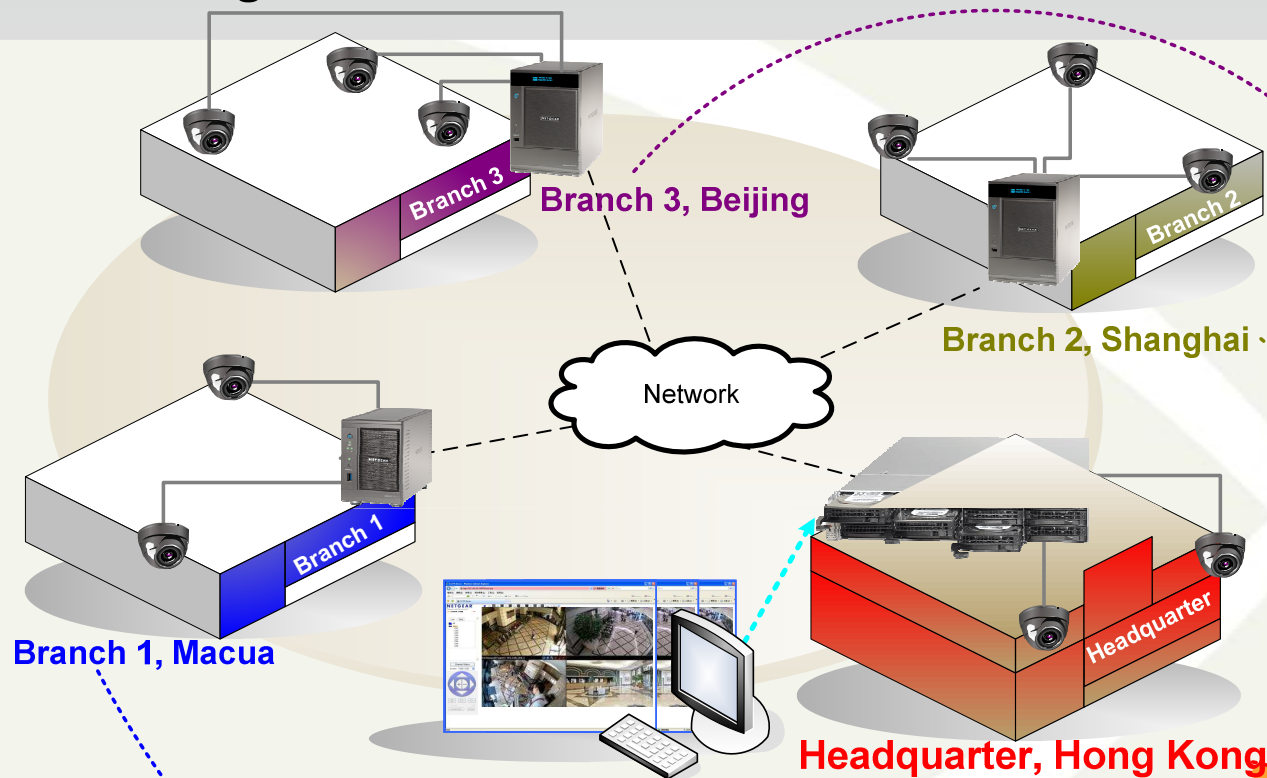 Branch 3
Branch 3, Beijing
Branch 2
Branch 2, Shanghai
Network
Branch 1
Branch 1, Macua
NETGEAR
Headquarter
Headquarter, Hong Kong